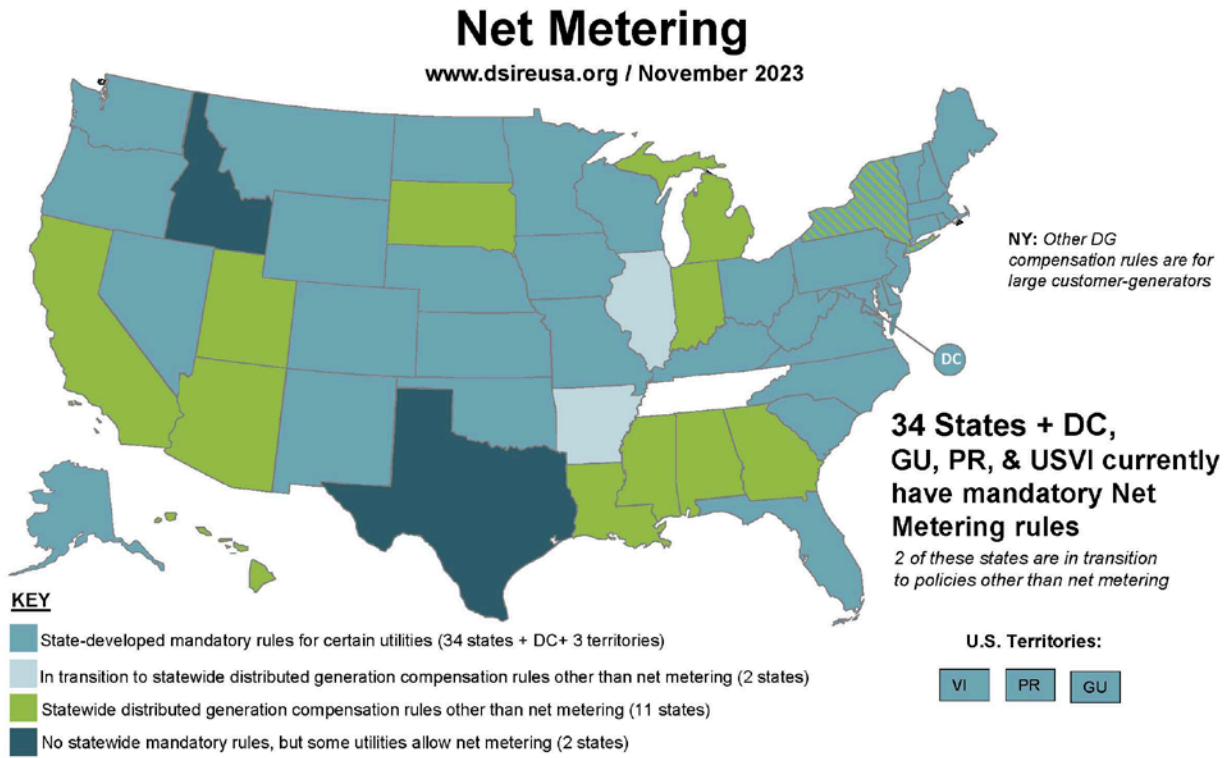 Net Metering
www.dsireusa.org / November 2023
NY: Other DG
compensation rules are for
large customer-generators
DC
34 States + DC,
GU, PR, & USVI currently
have mandatory Net
Metering rules
2 of these states are in transition
to policies other than net metering
KEY
State-developed mandatory rules for certain utilities (34 states + DC+ 3 territories)
In transition to statewide distributed generation compensation rules other than net metering (2 states)
Statewide distributed generation compensation rules other than net metering (11 states)
No statewide mandatory rules, but some utilities allow net metering (2 states)
U.S. Territories:
VI PR GU